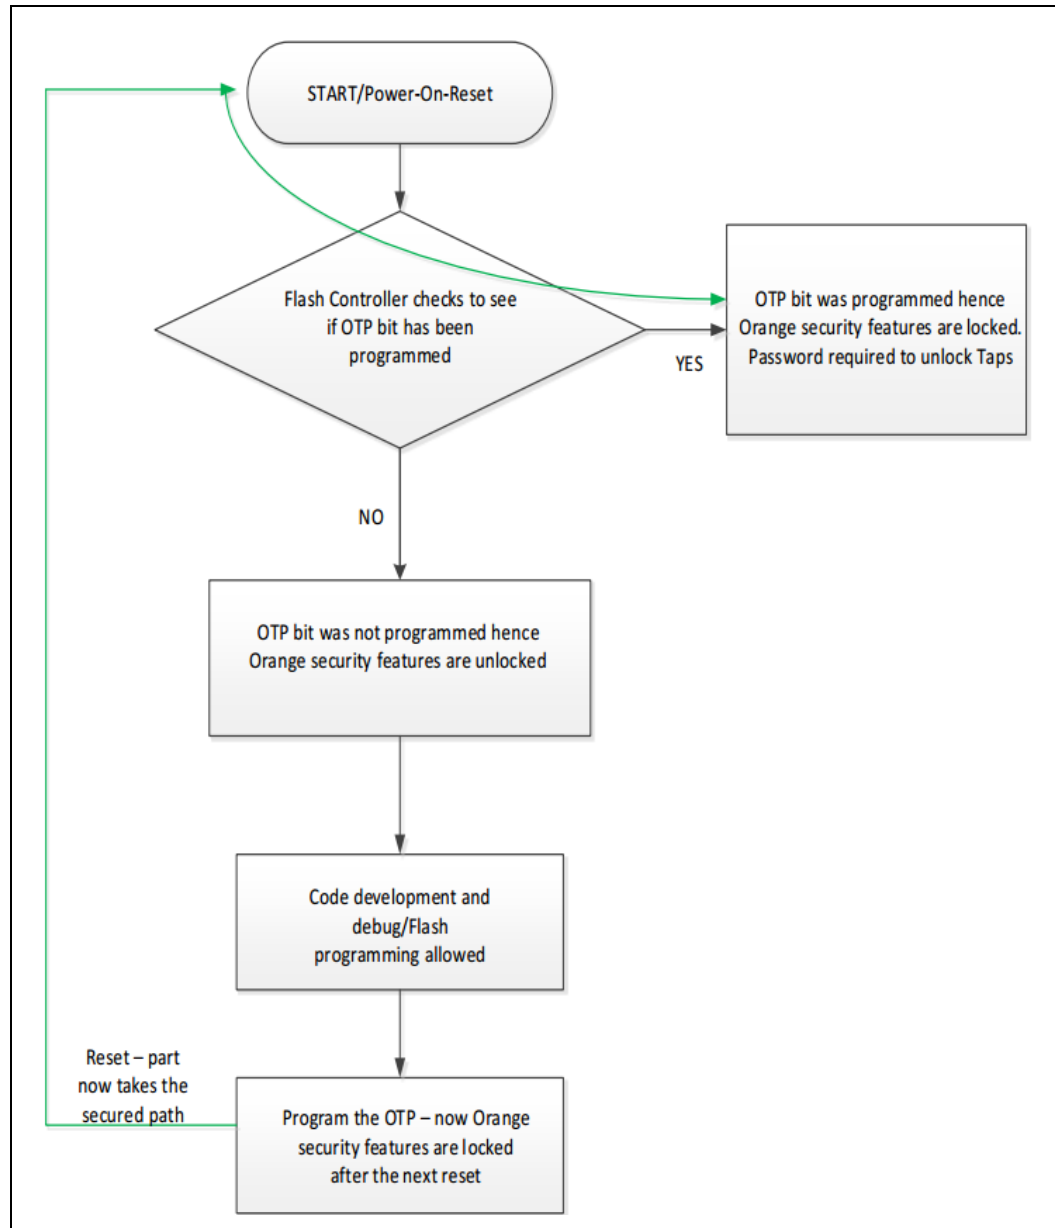 START/Power-On-Reset
Flash Controller checks to see
if OTP bit has been
programmed
YES
OTP bit was programmed hence
Orange security features are locked.
Password required to unlock Taps
NO
OTP bit was not programmed hence
Orange security features are unlocked
Code development and
debug/Flash
programming allowed
Reset – part
now takes the
secured path
Program the OTP – now Orange
security features are locked
after the next reset